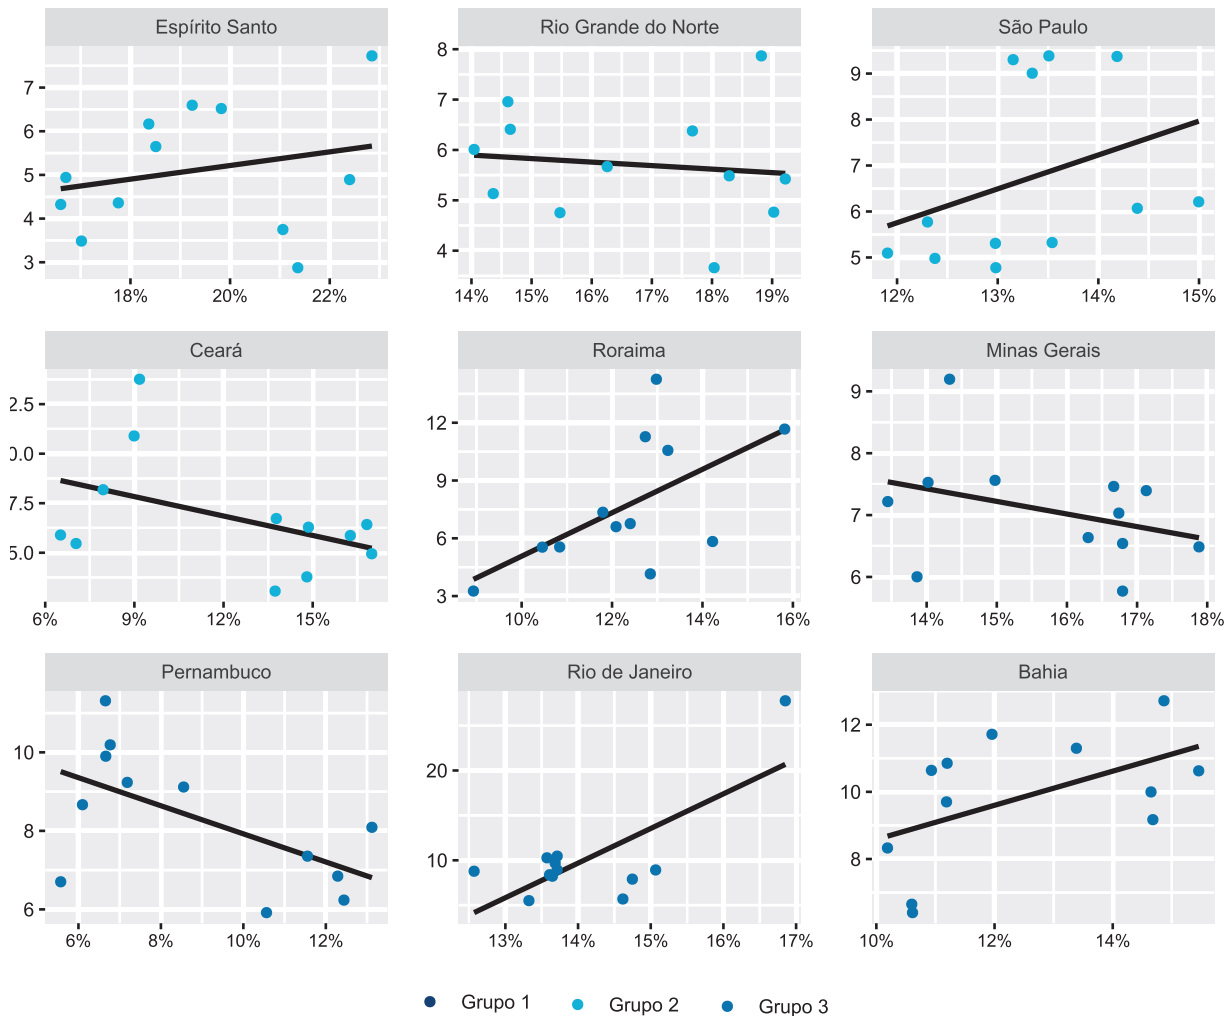 Espírito Santo
Rio Grande do Norte
São Paulo
7
6
5
4
3
18% 20% 22%
8
7
6
5
4
14% 15% 16% 17% 18% 19%
9
8
7
6
5
12% 13% 14% 15%
Ceará
Roraima
Minas Gerais
2.5
0.0
7.5
5.0
6% 9% 12% 15%
12
9
6
3
10% 12% 14% 16%
9
8
7
6
14% 15% 16% 17% 18%
Pernambuco
Rio de Janeiro
Bahia
10
8
6
6% 8% 10% 12%
20
10
13% 14% 15% 16% 17%
12
10
8
10% 12% 14%
Grupo 1 Grupo 2 Grupo 3